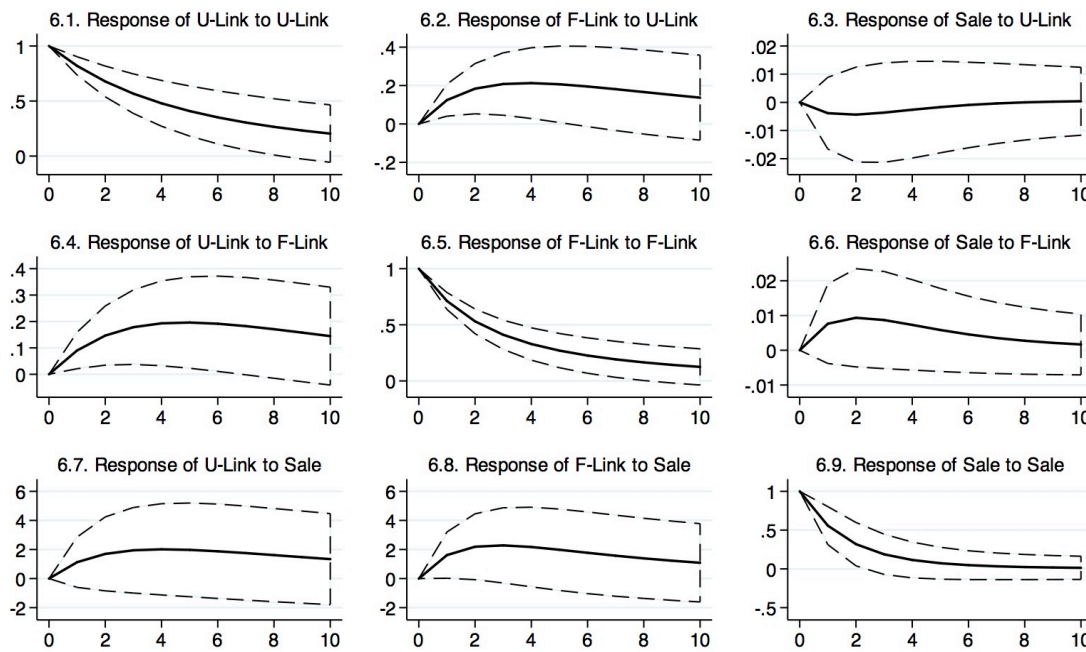 6.1. Response of U-Link to U-Link
1
.5
0
0 2 4 6 8 10
6.2. Response of F-Link to U-Link
.4
.2
0
-.2
0 2 4 6 8 10
6.3. Response of Sale to U-Link
.02
.01
0
-.01
-.02
0 2 4 6 8 10
6.4. Response of U-Link to F-Link
.4
.3
.2
.1
0
0 2 4 6 8 10
6.5. Response of F-Link to F-Link
1
.5
0
0 2 4 6 8 10
6.6. Response of Sale to F-Link
.02
.01
0
-.01
0 2 4 6 8 10
6.7. Response of U-Link to Sale
6
4
2
0
-2
0 2 4 6 8 10
6.8. Response of F-Link to Sale
6
4
2
0
-2
0 2 4 6 8 10
6.9. Response of Sale to Sale
1
.5
0
-.5
0 2 4 6 8 10